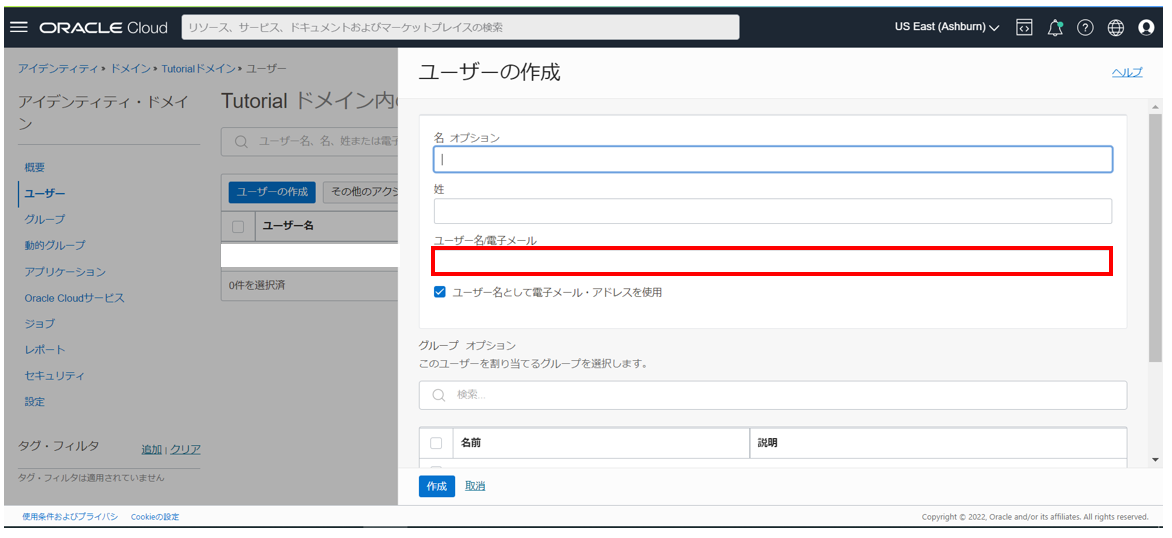 ORACLE Cloud
リソース、サービス、ドキュメントおよびマーケットプレイスの検索
US East (Ashburn)
アイデンティティ » ドメイン » Tutorialドメイン » ユーザー
アイデンティティ・ドメイ
ン
概要
ユーザー
グループ
動的グループ
アプリケーション
Oracle Cloudサービス
ジョブ
レポート
セキュリティ
設定
タグ・フィルタ
追加 | クリア
タグ・フィルタは適用されていません
Tutorial ドメイン内の
ユーザー名、名、姓または電子
ユーザーの作成
その他のアクシ
ユーザー名
0件を選択済
ユーザーの作成
ヘルプ
名 オプション
姓
ユーザー名/電子メール
ユーザー名として電子メール・アドレスを使用
グループ オプション
このユーザーを割り当てるグループを選択します。
検索...
名前
説明
作成
取消
使用条件およびプライバシ
Cookieの設定
Copyright © 2022, Oracle and/or its affiliates. All rights reserved.